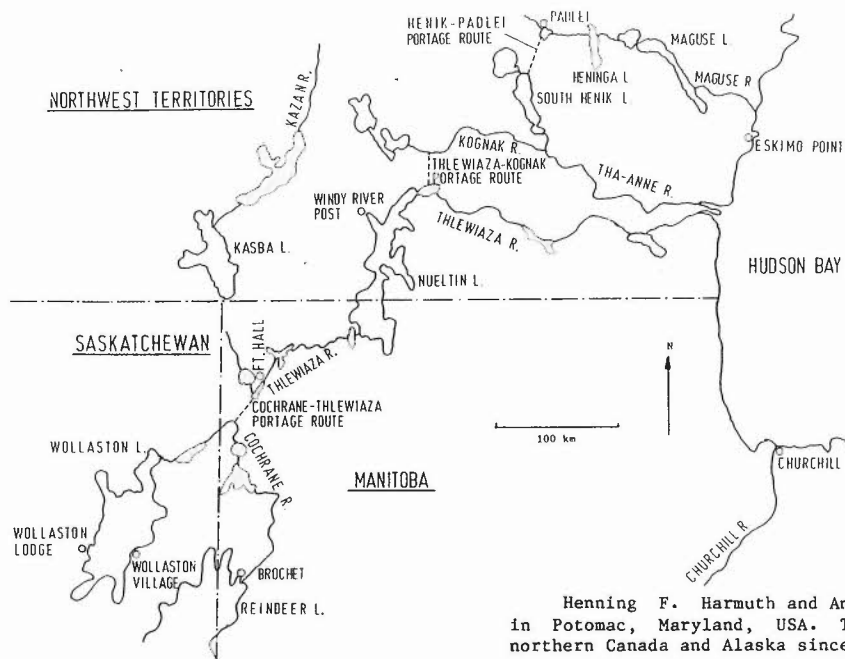 HENIK-PADLEI
PORTAGE ROUTE
PADLEI
MAGUSE L.
HENINGA L
MAGUSE R
SOUTH HENIK L
NORTHWEST TERRITORIES
KAZAN R.
KOGNAK R.
ESKIMO POINT
THLEWIAZA-KOGNAK
PORTAGE ROUTE
THA-ANNE R.
WINDY RIVER
POST
THLEWIAZA R.
KASBA L.
NUELTIN L.
HUDSON BAY
SASKATCHEWAN
FT. HALL
THLEWIAZA R.
N
COCHRANE-THLEWIAZA
PORTAGE ROUTE
100 km
WOLLASTON L.
COCHRANE R.
MANITOBA
CHURCHILL
WOLLASTON
LODGE
WOLLASTON
VILLAGE
BROCHET
CHURCHILL R
REINDEER L.
Henning F. Harmuth and An
in Potomac, Maryland, USA. T
northern Canada and Alaska since